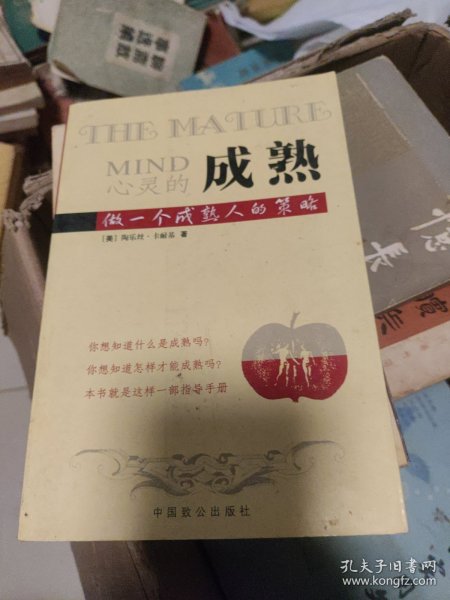 THE MATURE
MIND
心灵的
成熟
做一个成熟人的策略
[美] 陶乐丝·卡耐基 著
你想知道什么是成熟吗？
你想知道怎样才能成熟吗？
本书就是这样一部指导手册
中国致公出版社
孔夫子旧书网
www.kongfz.com